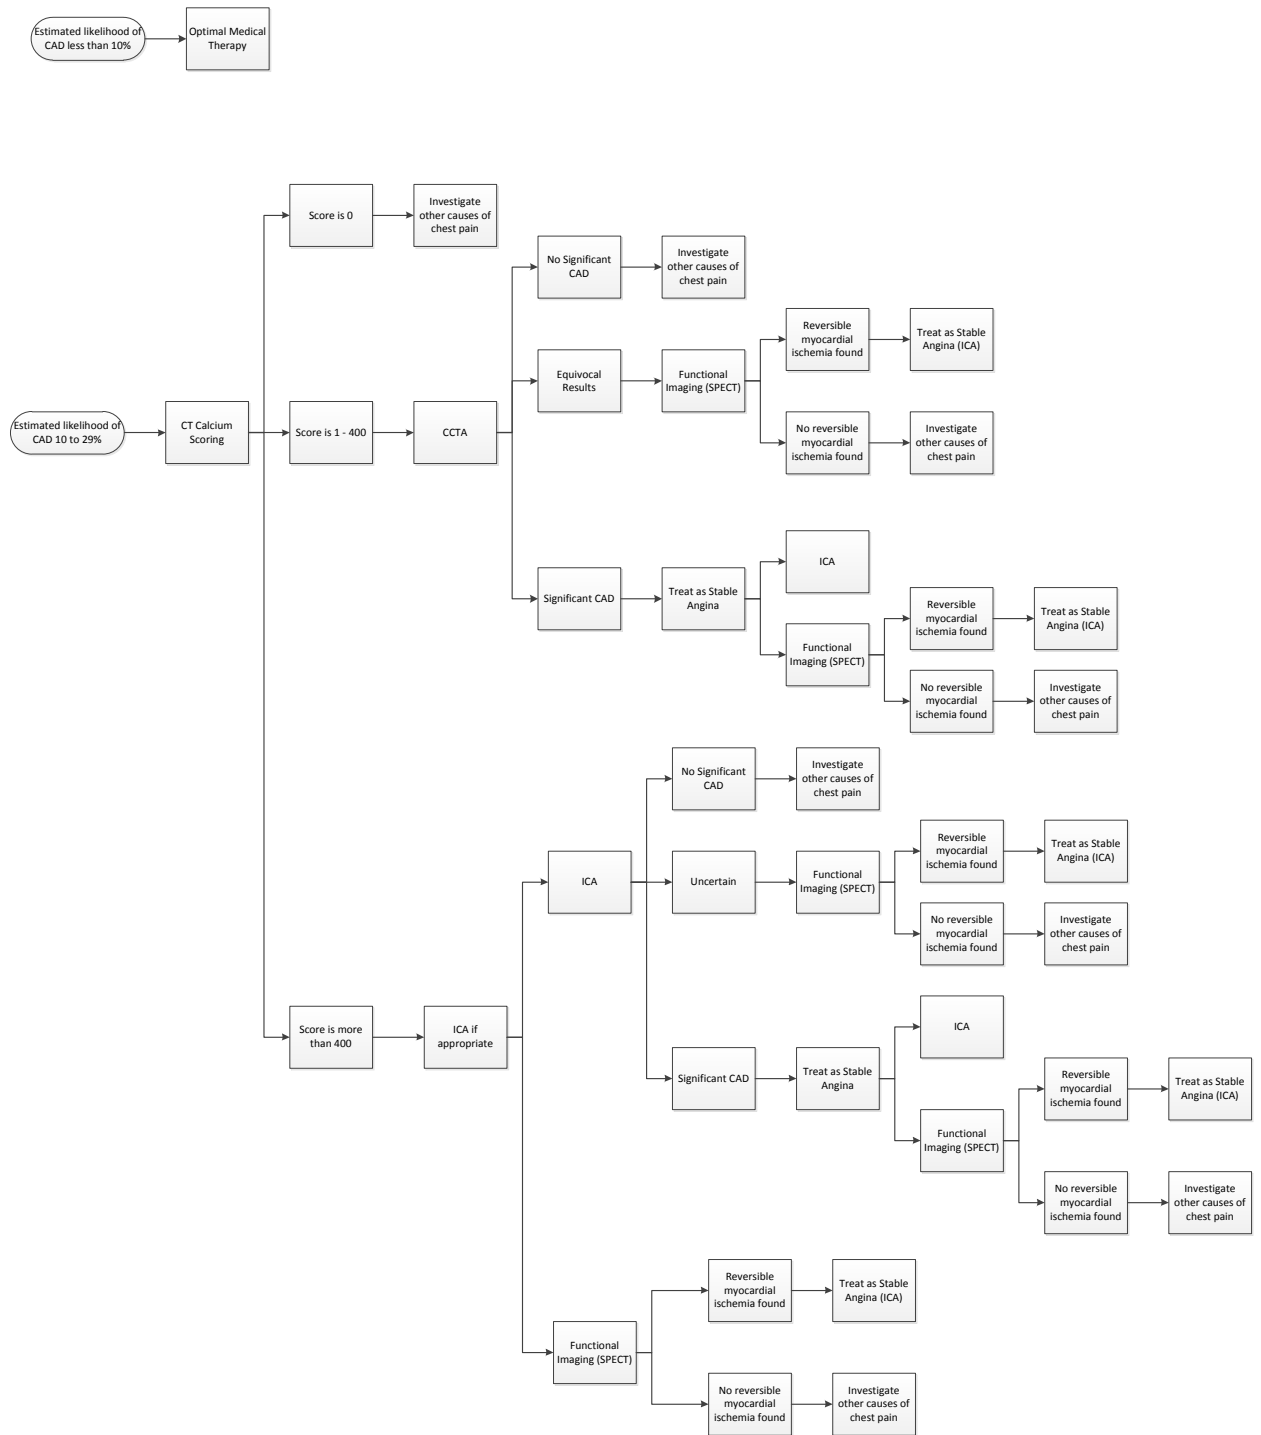 Estimated likelihood of
CAD less than 10%
Optimal Medical
Therapy
Estimated likelihood of
CAD 10 to 29%
CT Calcium
Scoring
Score is 0
Investigate
other causes of
chest pain
Score is 1 - 400
CCTA
No Significant
CAD
Investigate
other causes of
chest pain
Equivocal
Results
Functional
Imaging (SPECT)
Reversible
myocardial
ischemia found
Treat as Stable
Angina (ICA)
No reversible
myocardial
ischemia found
Investigate
other causes of
chest pain
Significant CAD
Treat as Stable
Angina
ICA
Functional
Imaging (SPECT)
Reversible
myocardial
ischemia found
Treat as Stable
Angina (ICA)
No reversible
myocardial
ischemia found
Investigate
other causes of
chest pain
Score is more
than 400
ICA if
appropriate
ICA
No Significant
CAD
Investigate
other causes of
chest pain
Uncertain
Functional
Imaging (SPECT)
Reversible
myocardial
ischemia found
Treat as Stable
Angina (ICA)
No reversible
myocardial
ischemia found
Investigate
other causes of
chest pain
Significant CAD
Treat as Stable
Angina
ICA
Functional
Imaging (SPECT)
Reversible
myocardial
ischemia found
Treat as Stable
Angina (ICA)
No reversible
myocardial
ischemia found
Investigate
other causes of
chest pain
Functional
Imaging (SPECT)
Reversible
myocardial
ischemia found
Treat as Stable
Angina (ICA)
No reversible
myocardial
ischemia found
Investigate
other causes of
chest pain